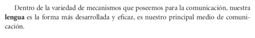 Dentro de la variedad de mecanismos que poseemos para la comunicación, nuestra
lengua es la forma más desarrollada y eficaz, es nuestro principal medio de comuni-
cación.